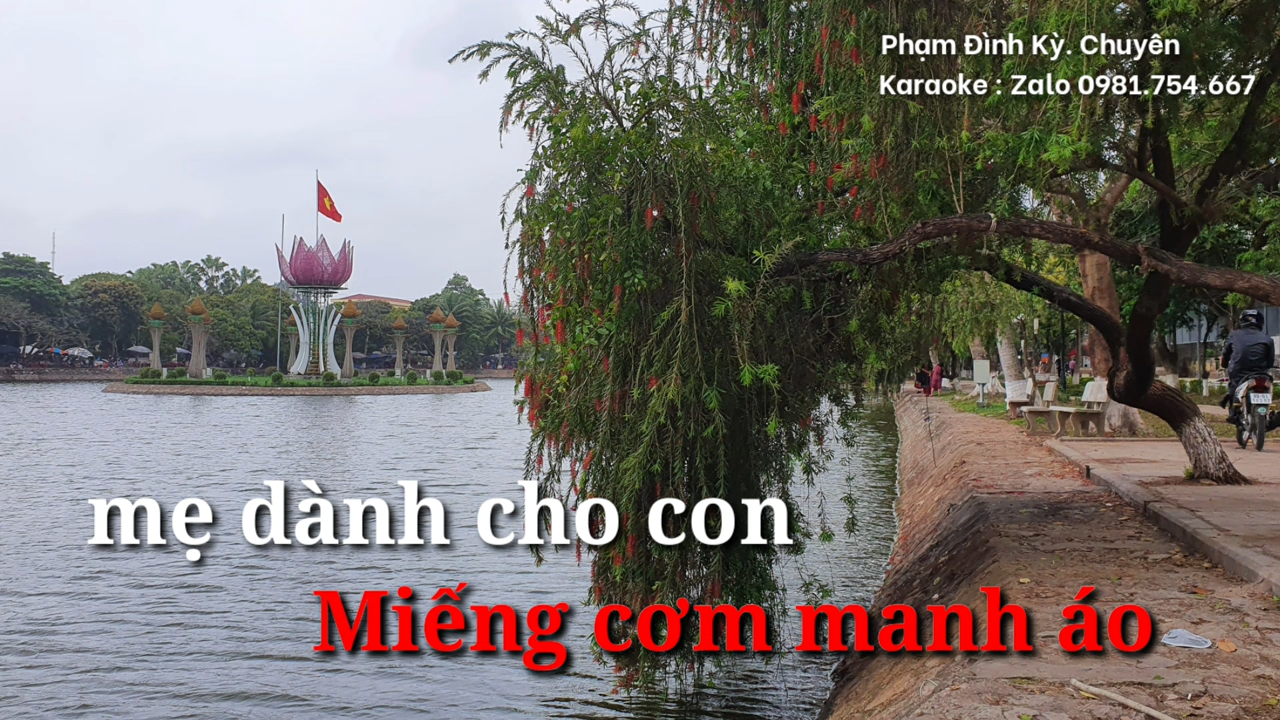 Phạm Đình Kỳ. Chuyên
Karaoke : Zalo 0981.754.667
mẹ dành cho con
Miếng cơm manh áo